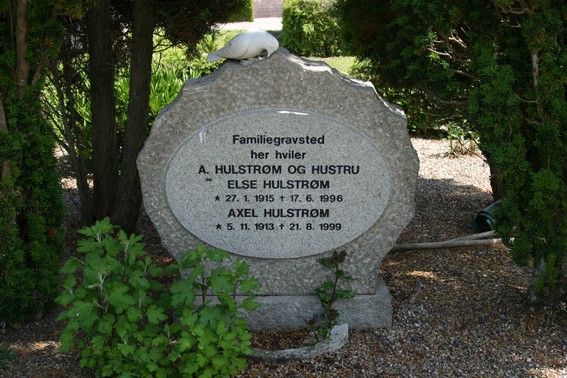 Familiegravsted
her hviler
A. HULSTRØM OG HUSTRU
ELSE HULSTRØM
* 27. 1. 1915 + 17. 6. 1996
AXEL HULSTRØM
* 5. 11. 1913 + 21. 8. 1999